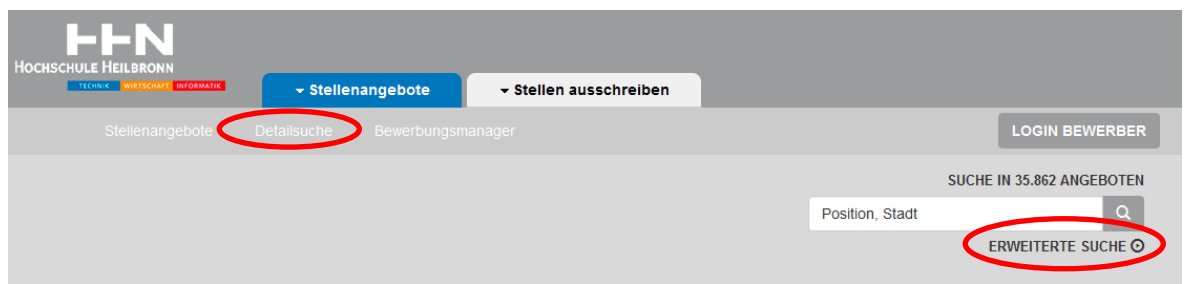 HHN
HOCHSCHULE HEILBRONN
TECHNIK WIRTSCHAFT INFORMATIK
Stellenangebote Stellen ausschreiben
Stellenangebote Detailsuche Bewerbungsmanager LOGIN BEWERBER
SUCHE IN 35.862 ANGEBOTEN
Position, Stadt
ERWEITERTE SUCHE